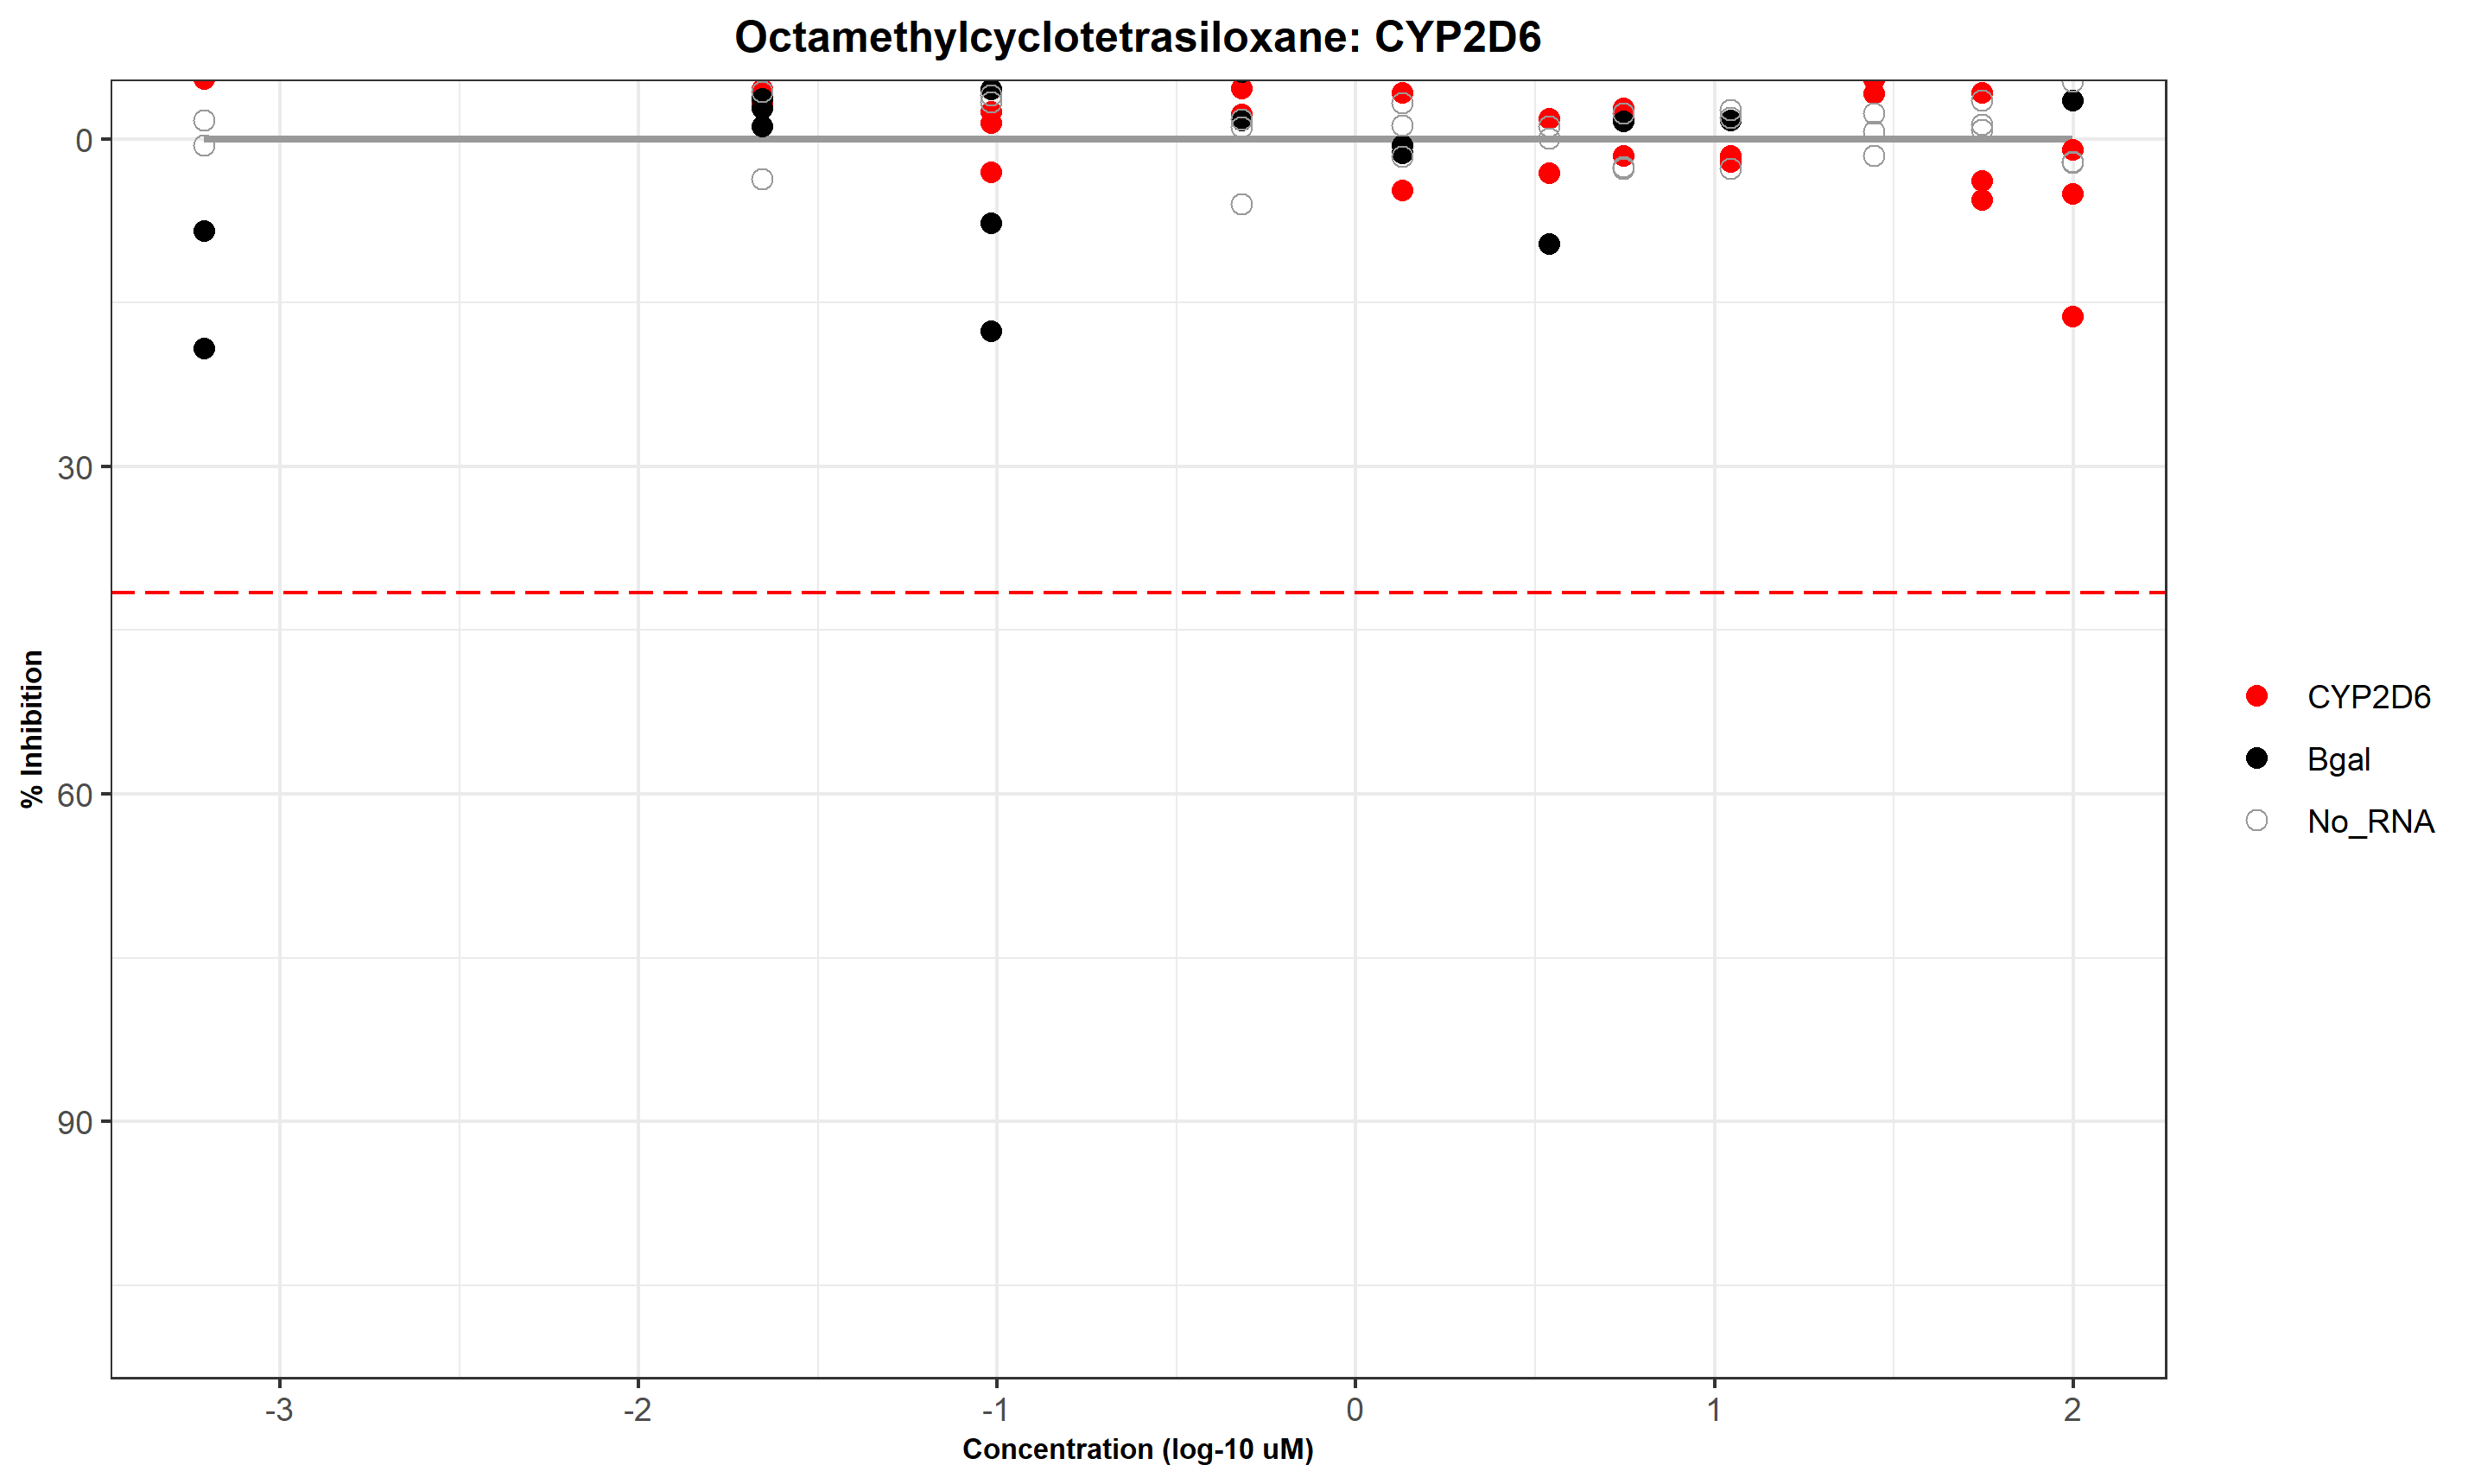 Octamethylcyclotetrasiloxane: CYP2D6
0
30
60
90
% Inhibition
-3
-2
-1
0
1
2
Concentration (log-10 uM)
CYP2D6
Bgal
No_RNA